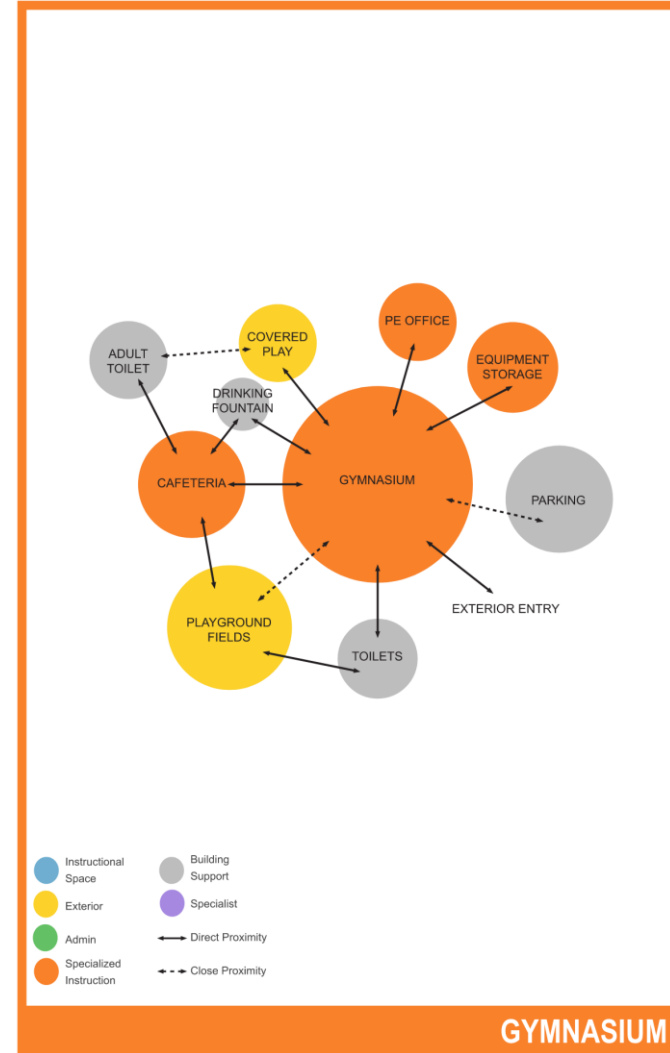 PE OFFICE
COVERED
PLAY
ADULT
TOILET
EQUIPMENT
STORAGE
DRINKING
FOUNTAIN
CAFETERIA
GYMNASIUM
PARKING
EXTERIOR ENTRY
PLAYGROUND
FIELDS
TOILETS
Instructional
Space
Exterior
Admin
Specialized
Instruction
Building
Support
Specialist
Direct Proximity
Close Proximity
GYMNASIUM